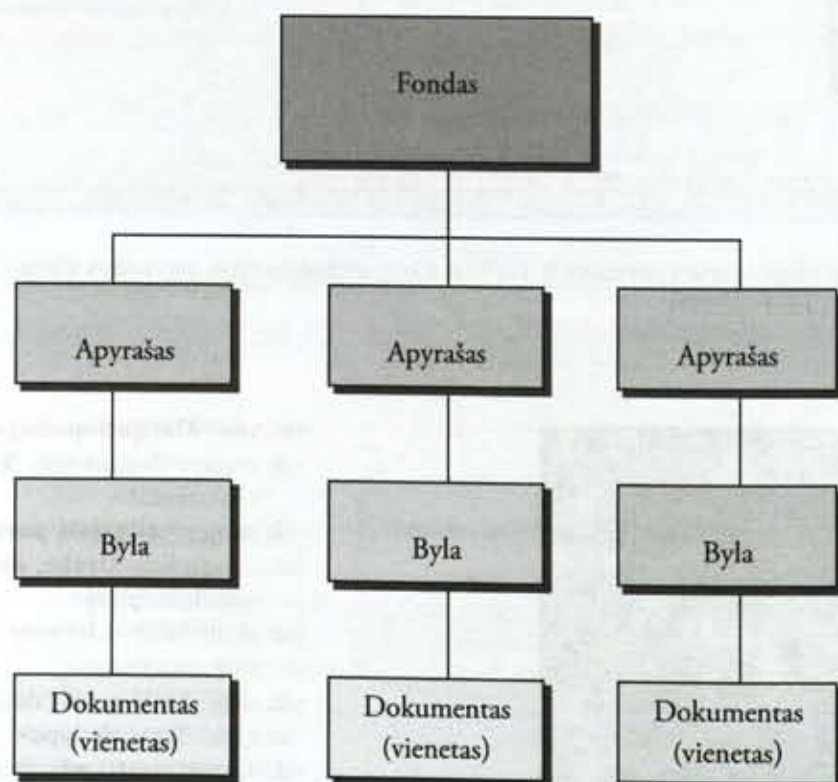 Fondas
Apyrašas
Apyrašas
Apyrašas
Byla
Byla
Byla
Dokumentas
(vienetas)
Dokumentas
(vienetas)
Dokumentas
(vienetas)